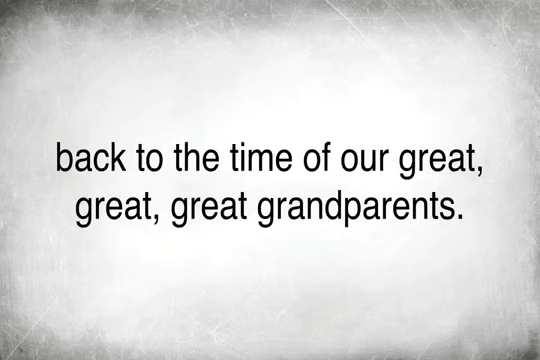 back to the time of our great,
great, great grandparents.